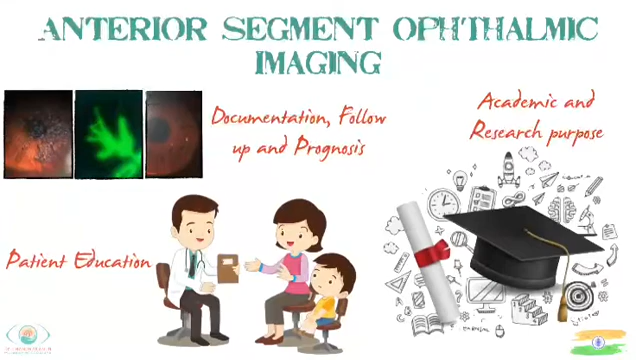 ANTERIOR SEGMENT OPHTHALMIC
IMAGING
Documentation, Follow
up and Prognosis
Academic and
Research purpose
Patient Education